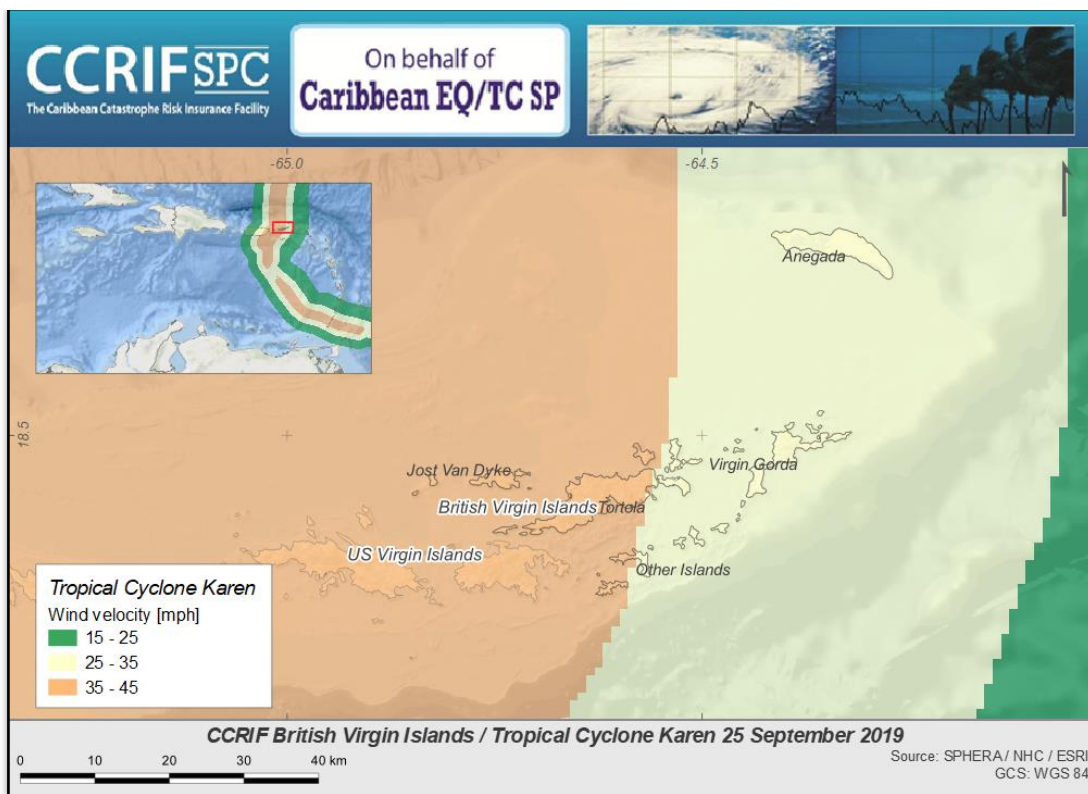 CCRIF SPC
The Caribbean Catastrophe Risk Insurance Facility
On behalf of
Caribbean EQ/TC SP
-65.0
-64.5
Anegada
18.5
Jost Van Dyke
Virgin Gorda
British Virgin Islands
Tortola
US Virgin Islands
Other Islands
Tropical Cyclone Karen
Wind velocity [mph]
15 - 25
25 - 35
35 - 45
CCRIF British Virgin Islands / Tropical Cyclone Karen 25 September 2019
0 10 20 30 40 km
Source: SPHERA / NHC / ESRI
GCS: WGS 84